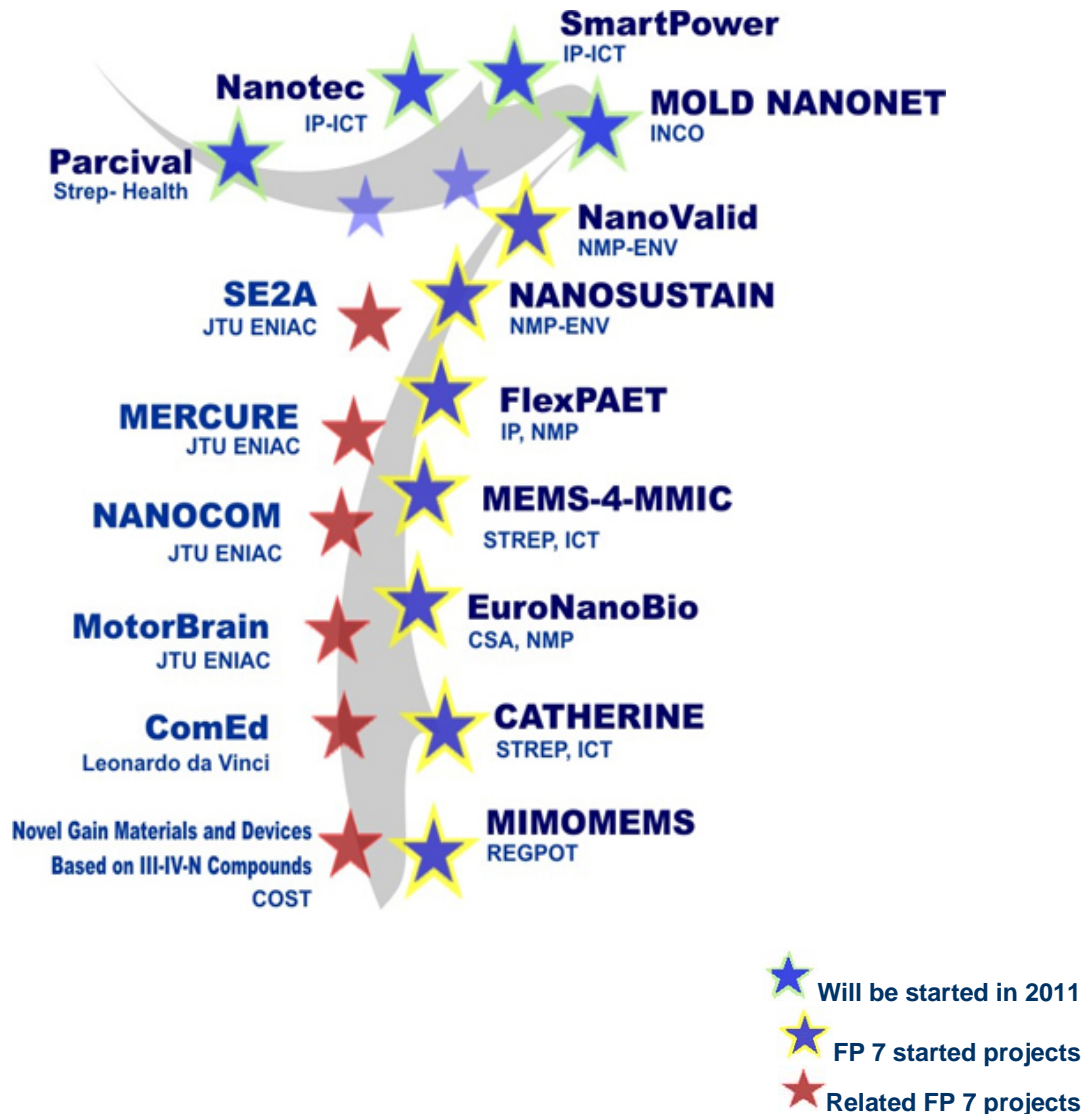 SmartPower
IP-ICT
Nanotec
IP-ICT
MOLD NANONET
INCO
Parcival
Strep- Health
NanoValid
NMP-ENV
SE2A
JTU ENIAC
NANOSUSTAIN
NMP-ENV
FlexPAET
IP, NMP
MERCURE
JTU ENIAC
MEMS-4-MMIC
STREP, ICT
NANOCOM
JTU ENIAC
EuroNanoBio
CSA, NMP
MotorBrain
JTU ENIAC
CATHERINE
STREP, ICT
ComEd
Leonardo da Vinci
MIMOMEMS
REGPOT
Novel Gain Materials and Devices
Based on III-IV-N Compounds
COST
Will be started in 2011
FP 7 started projects
Related FP 7 projects